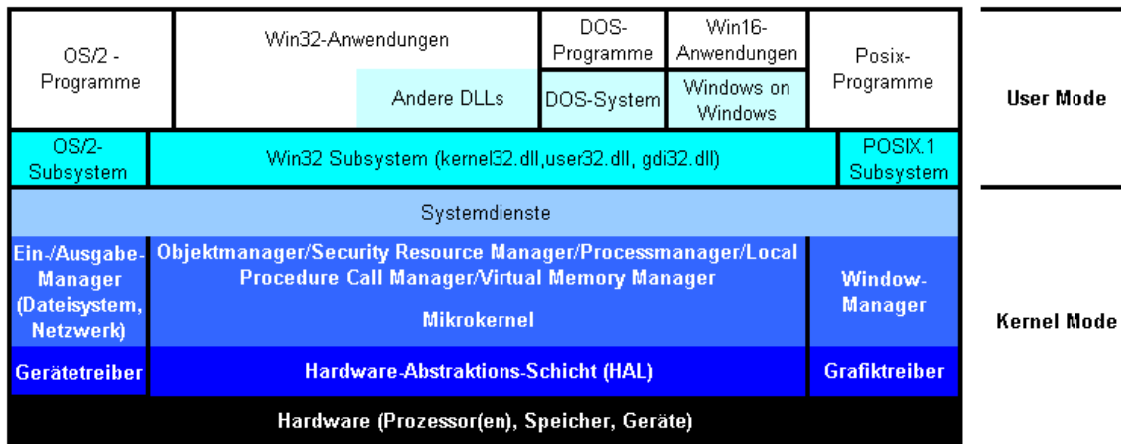 OS/2 -
Programme
Win32-Anwendungen
Andere DLLs
DOS-
Programme
DOS-System
Win16-
Anwendungen
Windows on
Windows
Posix-
Programme
User Mode
OS/2-
Subsystem
Win32 Subsystem (kernel32.dll,user32.dll, gdi32.dll)
POSIX.1
Subsystem
Systemdienste
Ein-/Ausgabe-
Manager
(Dateisystem,
Netzwerk)
Objektmanager/Security Resource Manager/Processmanager/Local
Procedure Call Manager/Virtual Memory Manager
Mikrokernel
Window-
Manager
Kernel Mode
Gerätetreiber
Hardware-Abstraktions-Schicht (HAL)
Grafiktreiber
Hardware (Prozessor(en), Speicher, Geräte)